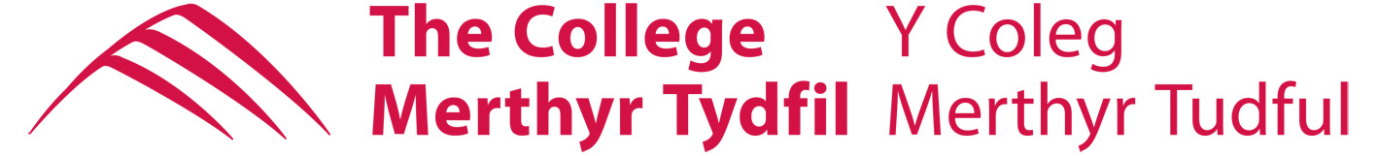 The College
Merthyr Tydfil
Y Coleg
Merthyr Tudful